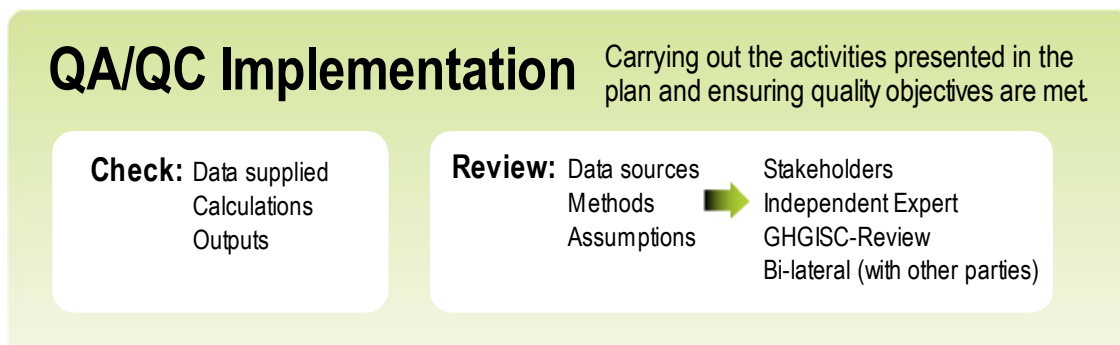 QA/QC Implementation
Carrying out the activities presented in the
plan and ensuring quality objectives are met.
Check: Data supplied
Calculations
Outputs
Review: Data sources
Methods
Assumptions
Stakeholders
Independent Expert
GHGISC-Review
Bi-lateral (with other parties)